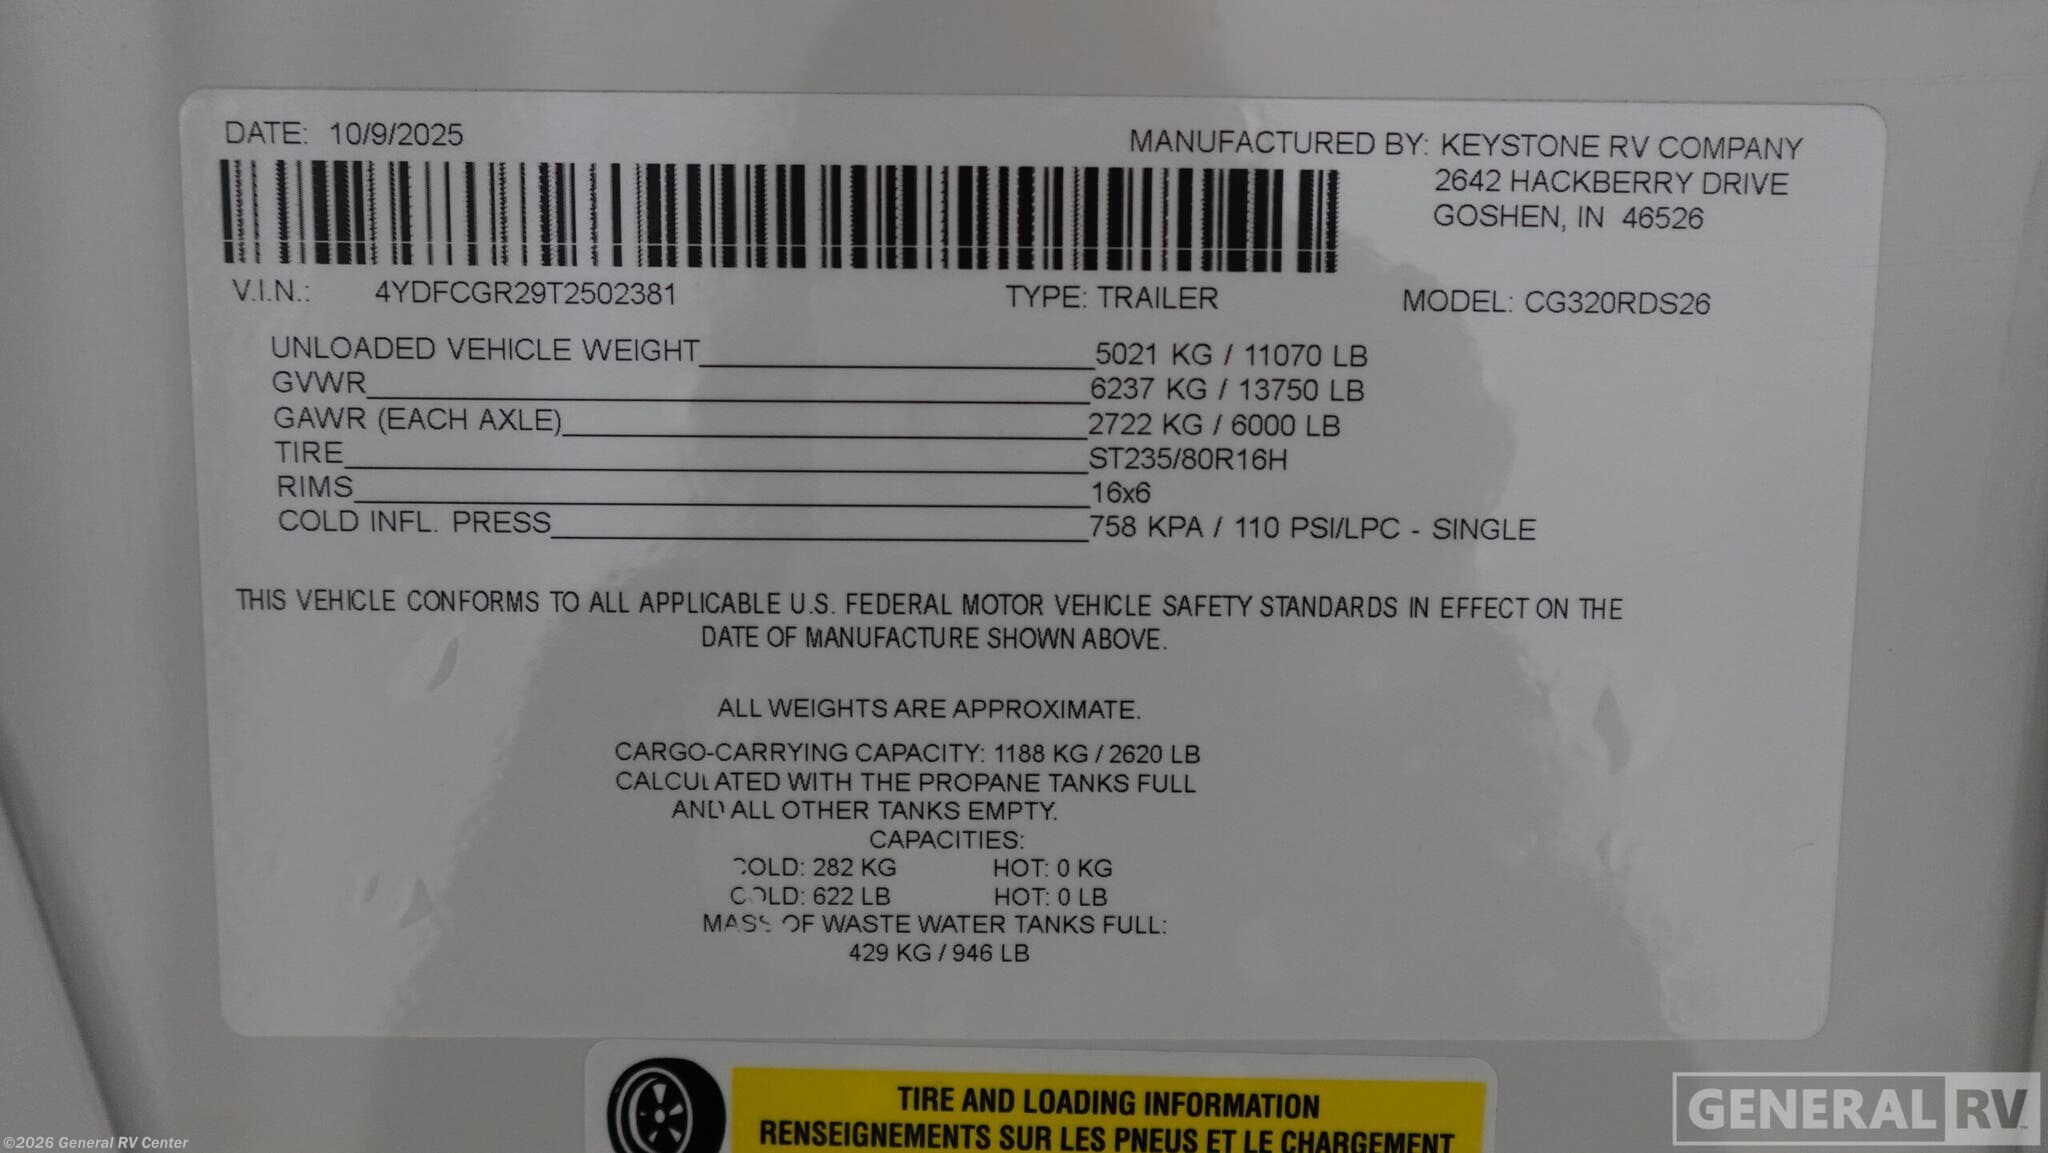 DATE: 10/9/2025
MANUFACTURED BY: KEYSTONE RV COMPANY
2642 HACKBERRY DRIVE
GOSHEN, IN 46526
V.I.N.: 4YDFCGR29T2502381 TYPE: TRAILER MODEL: CG320RDS26
UNLOADED VEHICLE WEIGHT 5021 KG / 11070 LB
GVWR 6237 KG / 13750 LB
GAWR (EACH AXLE) 2722 KG / 6000 LB
TIRE ST235/80R16H
RIMS 16x6
COLD INFL. PRESS 758 KPA / 110 PSI/LPC - SINGLE
THIS VEHICLE CONFORMS TO ALL APPLICABLE U.S. FEDERAL MOTOR VEHICLE SAFETY STANDARDS IN EFFECT ON THE
DATE OF MANUFACTURE SHOWN ABOVE.
ALL WEIGHTS ARE APPROXIMATE.
CARGO-CARRYING CAPACITY: 1188 KG / 2620 LB
CALCULATED WITH THE PROPANE TANKS FULL
AND ALL OTHER TANKS EMPTY.
CAPACITIES:
COLD: 282 KG HOT: 0 KG
COLD: 622 LB HOT: 0 LB
MASS OF WASTE WATER TANKS FULL:
429 KG / 946 LB
TIRE AND LOADING INFORMATION
RENSEIGNEMENTS SUR LES PNEUS ET LE CHARGEMENT
GENERAL RV
©2026 General RV Center